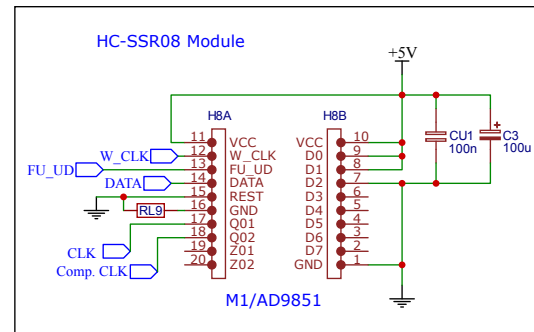 HC-SSR08 Module
+5V
H8A
H8B
11 VCC
VCC 10
CU1
100n
+
C3
100u
W_CLK 12 W_CLK
D0 9
FU_UD 13 FU_UD
D1 8
DATA 14 DATA
D2 7
15 REST
D3 6
RL9 16 GND
D4 5
17 Q01
D5 4
CLK 18 Q02
D6 3
19 Z01
D7 2
Comp. CLK 20 Z02
GND 1
M1/AD9851